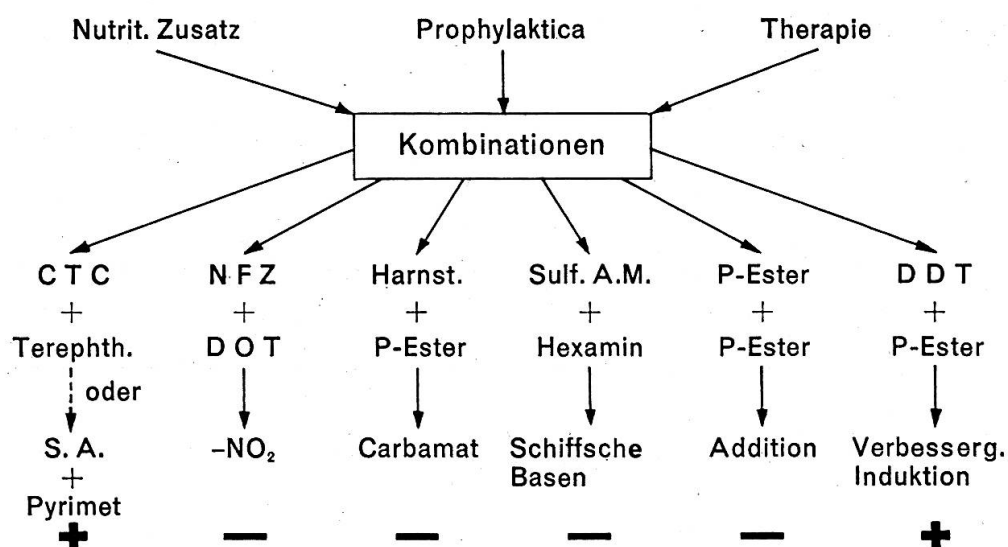 Nutrit. Zusatz Prophylaktica Therapie
Kombinationen
C T C N F Z Harnst. Sulf. A.M. P-Ester D D T
+ + + + + +
Terephth. D O T P-Ester Hexamin P-Ester P-Ester
oder
S. A. –NO₂ Carbamat Schiffsche Addition Verbesserg.
+ Basen Induktion
Pyrimet
+ — — — — +